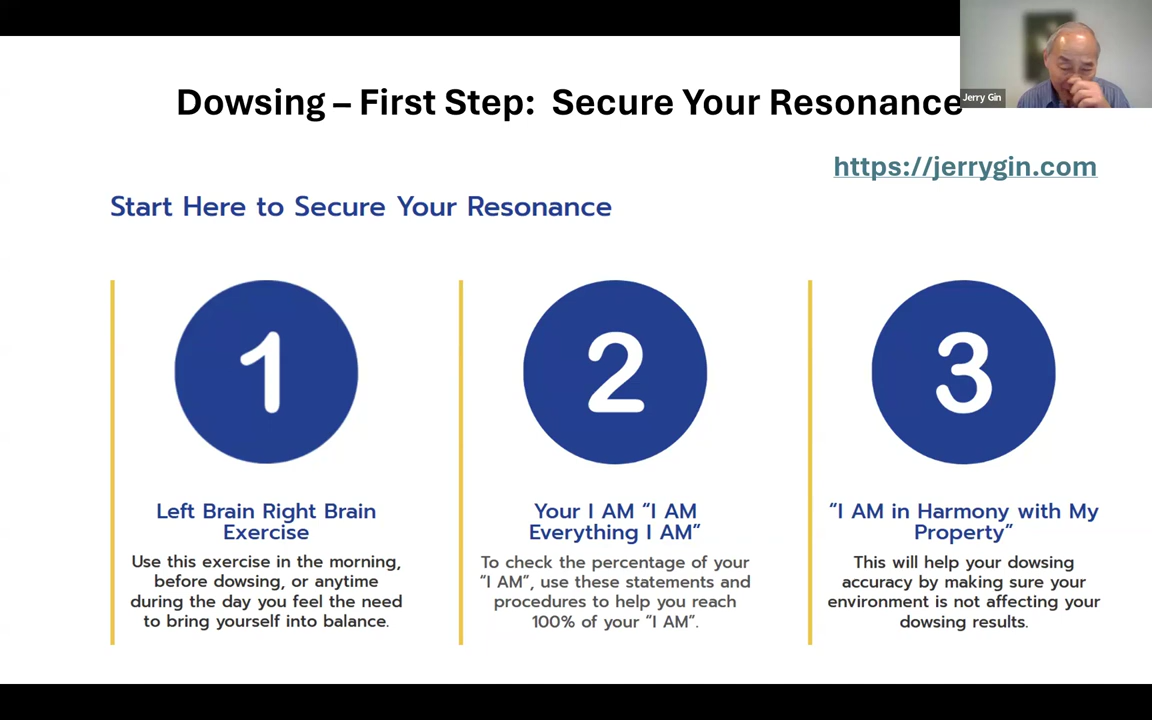 Dowsing – First Step:  Secure Your Resonance
Jerry Gin
https://jerrygin.com
Start Here to Secure Your Resonance
1
Left Brain Right Brain
Exercise
Use this exercise in the morning,
before dowsing, or anytime
during the day you feel the need
to bring yourself into balance.
2
Your I AM “I AM
Everything I AM”
To check the percentage of your
“I AM”, use these statements and
procedures to help you reach
100% of your “I AM”.
3
“I AM in Harmony with My
Property”
This will help your dowsing
accuracy by making sure your
environment is not affecting your
dowsing results.